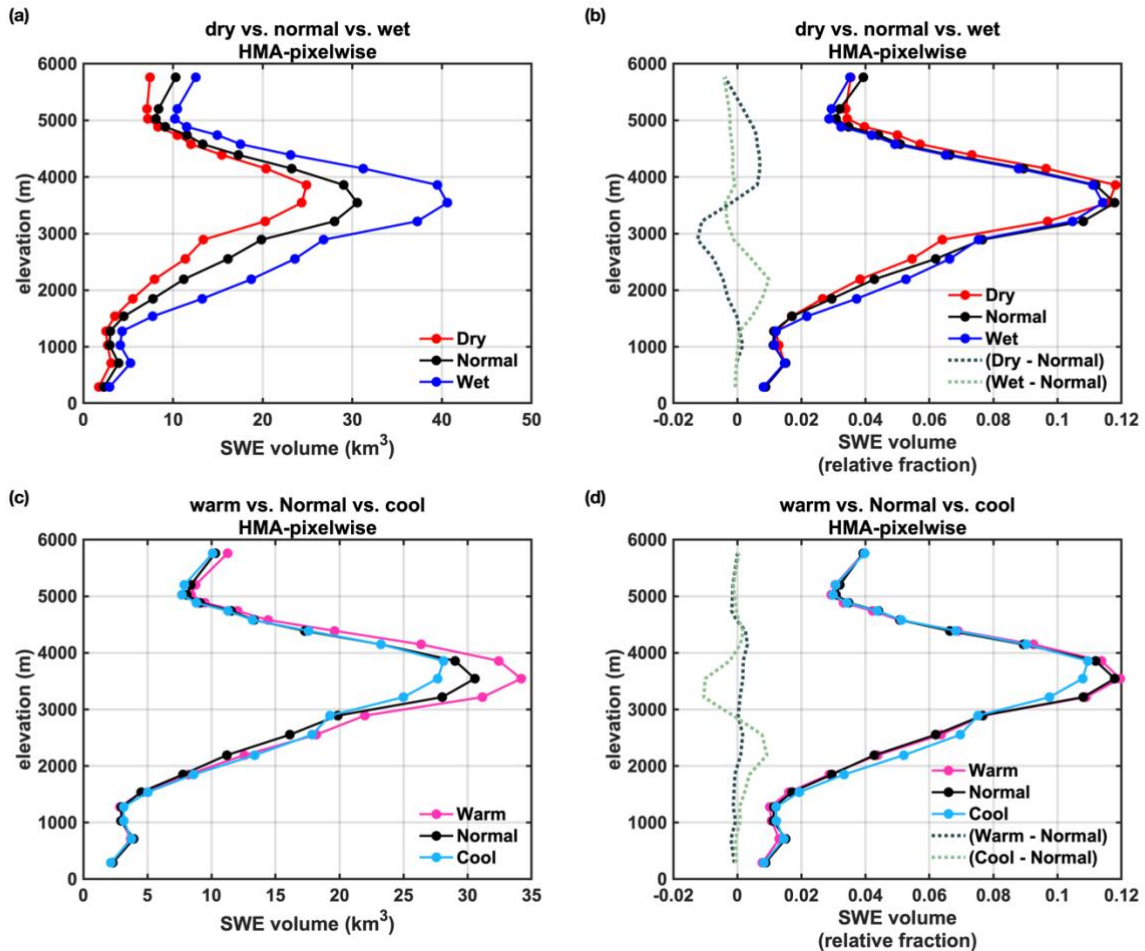 (a)
dry vs. normal vs. wet
HMA-pixelwise
6000
5000
4000
3000
2000
1000
0
elevation (m)
Dry
Normal
Wet
0 10 20 30 40 50
SWE volume (km³)
(b)
dry vs. normal vs. wet
HMA-pixelwise
6000
5000
4000
3000
2000
1000
0
elevation (m)
Dry
Normal
Wet
(Dry - Normal)
(Wet - Normal)
-0.02 0 0.02 0.04 0.06 0.08 0.1 0.12
SWE volume
(relative fraction)
(c)
warm vs. Normal vs. cool
HMA-pixelwise
6000
5000
4000
3000
2000
1000
0
elevation (m)
Warm
Normal
Cool
0 5 10 15 20 25 30 35
SWE volume (km³)
(d)
warm vs. Normal vs. cool
HMA-pixelwise
6000
5000
4000
3000
2000
1000
0
elevation (m)
Warm
Normal
Cool
(Warm - Normal)
(Cool - Normal)
-0.02 0 0.02 0.04 0.06 0.08 0.1 0.12
SWE volume
(relative fraction)